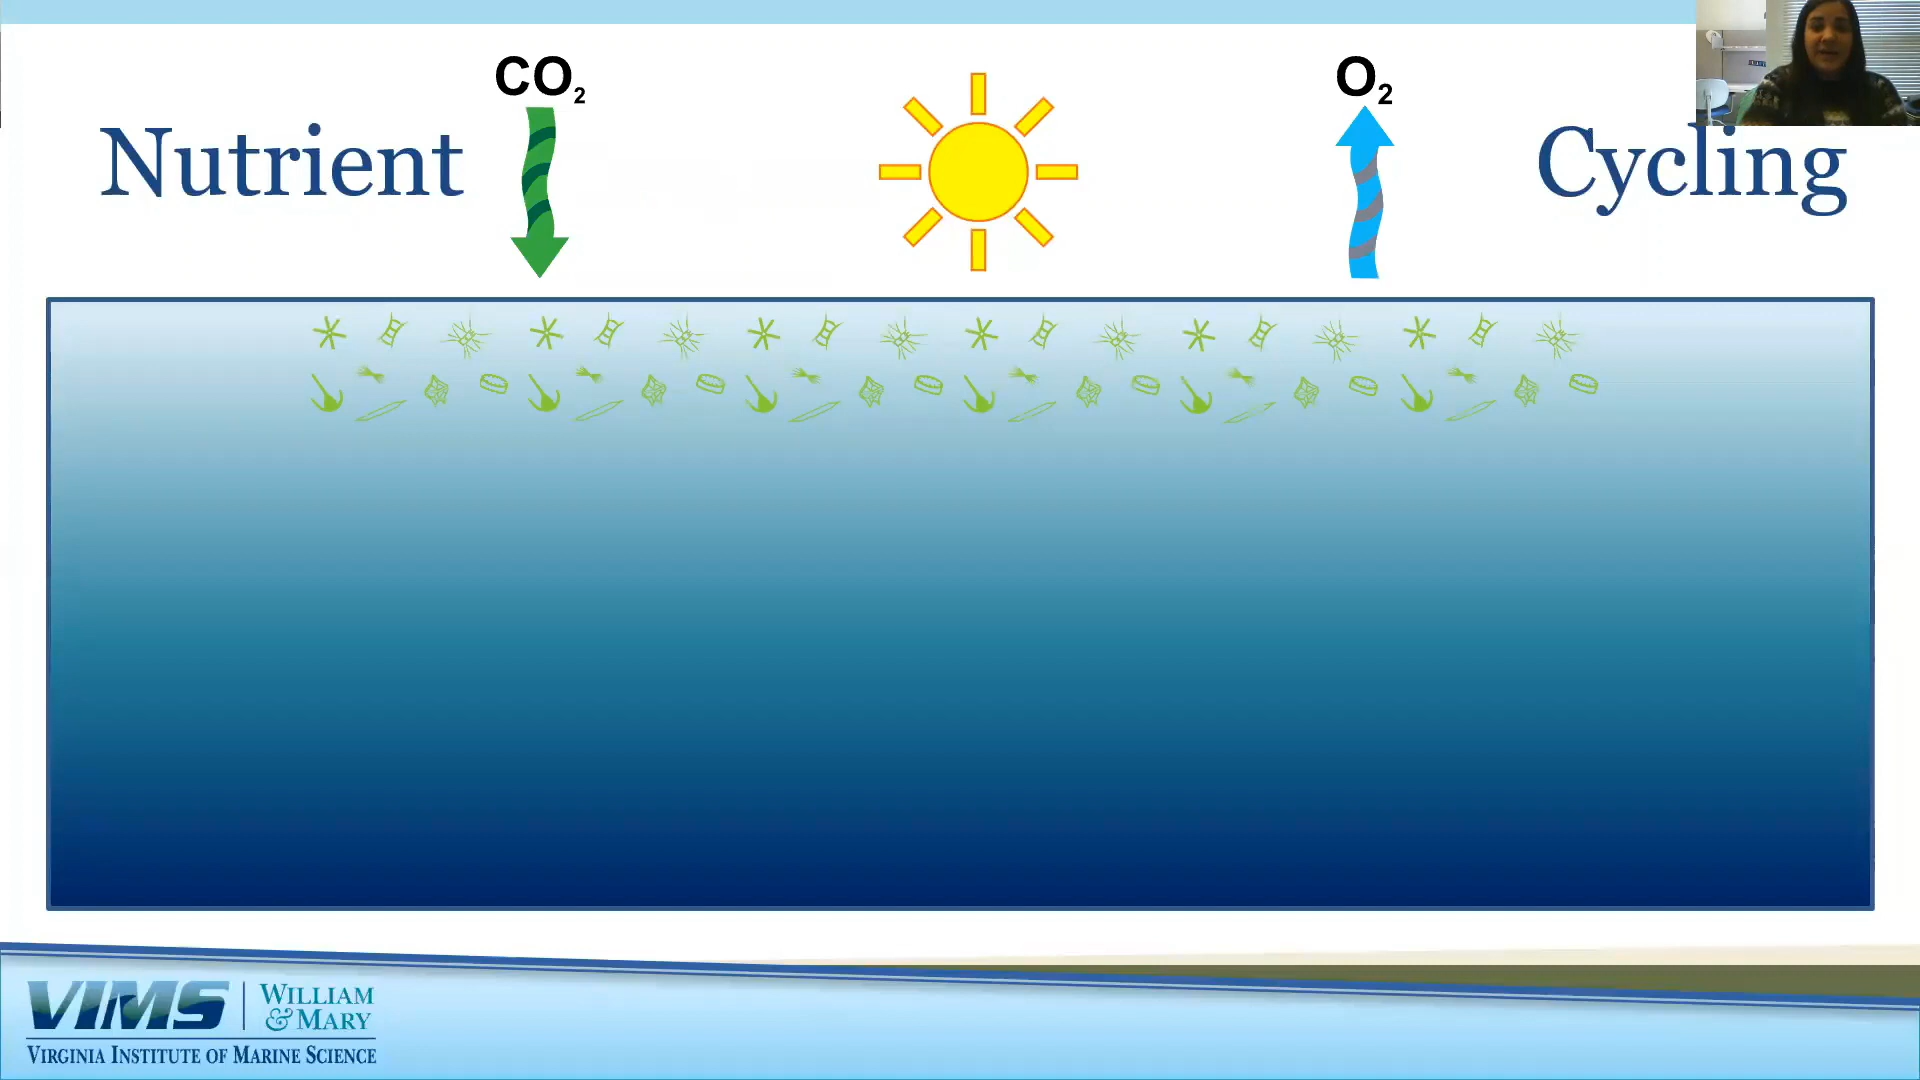 CO₂
O₂
Nutrient
Cycling
VIMS
WILLIAM
& MARY
VIRGINIA INSTITUTE OF MARINE SCIENCE